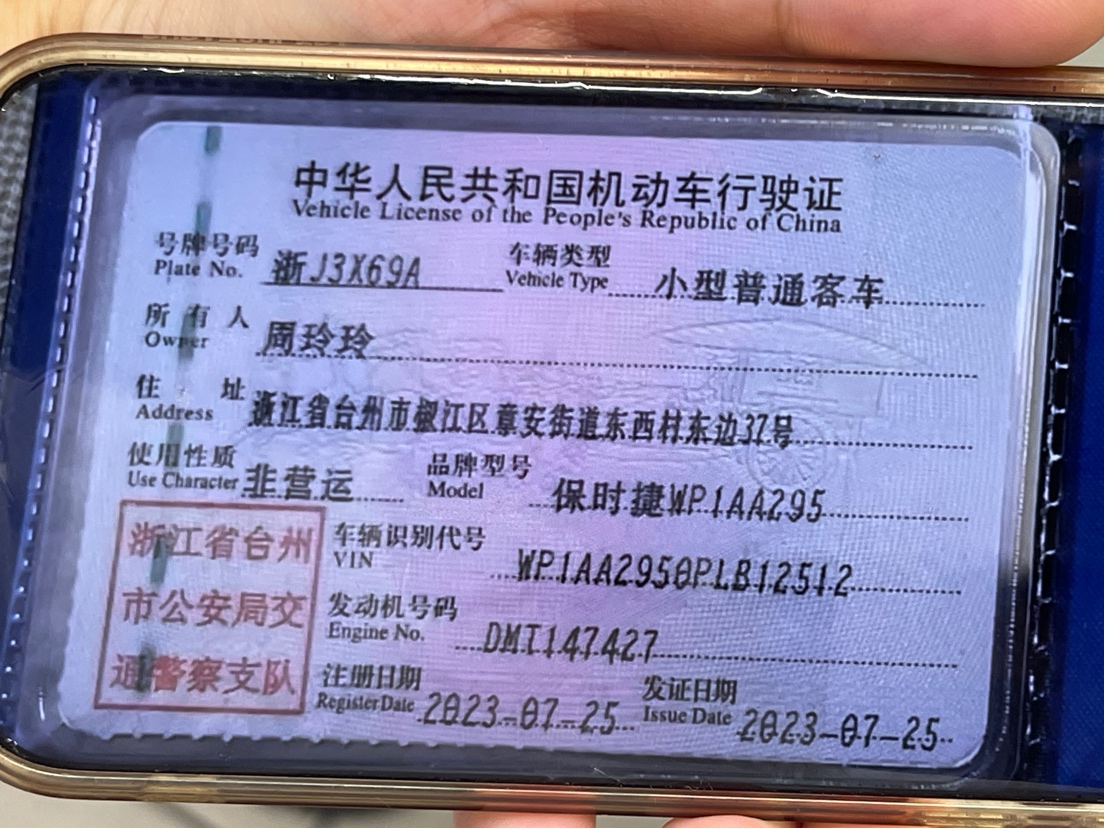 中华人民共和国机动车行驶证
Vehicle License of the People's Republic of China
号牌号码 浙J3X69A 车辆类型 小型普通客车
Plate No. Vehicle Type
所有人 周玲玲
Owner
住址 浙江省台州市椒江区章安街道东西村东边37号
Address
使用性质 非营运 品牌型号 保时捷WP1AA295
Use Character Model
浙江省台州
市公安局交
通警察支队
车辆识别代号 WP1AA2950PLB12512
VIN
发动机号码 DMT147427
Engine No.
注册日期 2023-07-25 发证日期 2023-07-25
Register Date Issue Date